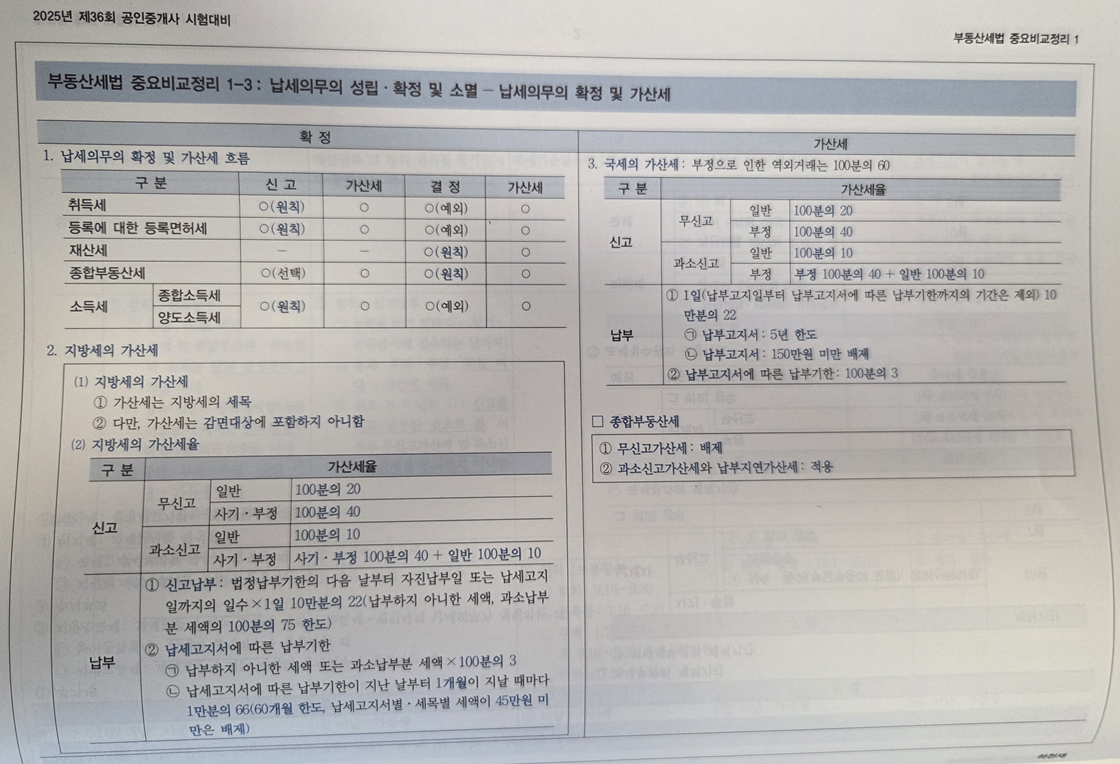 2025년 제36회 공인중개사 시험대비
부동산세법 중요비교정리 1
부동산세법 중요비교정리 1-3 : 납세의무의 성립 · 확정 및 소멸 - 납세의무의 확정 및 가산세
확 정
1. 납세의무의 확정 및 가산세 흐름
구 분 신 고 가산세 결 정 가산세
취득세 ○(원칙) ○ ○(예외) ○
등록에 대한 등록면허세 ○(원칙) ○ ○(예외) ○
재산세 - - ○(원칙) ○
종합부동산세 ○(선택) ○ ○(원칙) ○
소득세 종합소득세 양도소득세 ○(원칙) ○ ○(예외) ○
2. 지방세의 가산세
(1) 지방세의 가산세
① 가산세는 지방세의 세목
② 다만, 가산세는 감면대상에 포함하지 아니함
(2) 지방세의 가산세율
구 분 가산세율
신고 무신고 일반 100분의 20
사기 · 부정 100분의 40
과소신고 일반 100분의 10
사기 · 부정 사기 · 부정 100분의 40 + 일반 100분의 10
납부 ① 신고납부 : 법정납부기한의 다음 날부터 자진납부일 또는 납세고지
일까지의 일수×1일 10만분의 22(납부하지 아니한 세액, 과소납부
분 세액의 100분의 75 한도)
② 납세고지서에 따른 납부기한
㉠ 납부하지 아니한 세액 또는 과소납부분 세액×100분의 3
㉡ 납세고지서에 따른 납부기한이 지난 날부터 1개월이 지날 때마다
1만분의 66(60개월 한도, 납세고지서별 · 세목별 세액이 45만원 미
만은 배제)
가산세
3. 국세의 가산세 : 부정으로 인한 역외거래는 100분의 60
구 분 가산세율
신고 무신고 일반 100분의 20
부정 100분의 40
과소신고 일반 100분의 10
부정 부정 100분의 40 + 일반 100분의 10
납부 ① 1일(납부고지일부터 납부고지서에 따른 납부기한까지의 기간은 제외) 10
만분의 22
㉠ 납부고지서 : 5년 한도
㉡ 납부고지서 : 150만원 미만 배제
② 납부고지서에 따른 납부기한 : 100분의 3
□ 종합부동산세
① 무신고가산세 : 배제
② 과소신고가산세와 납부지연가산세 : 적용